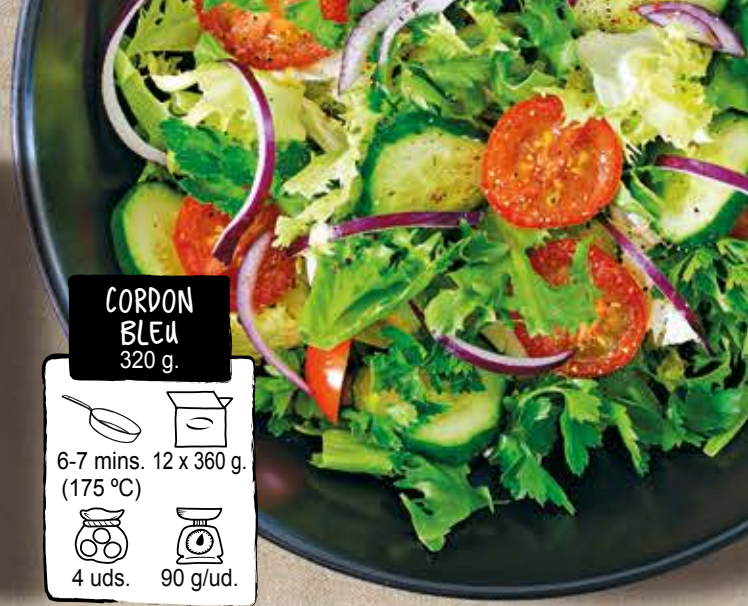 CORDON
BLEU
320 g.
6-7 mins. 12 x 360 g.
(175 ºC)
4 uds. 90 g/ud.